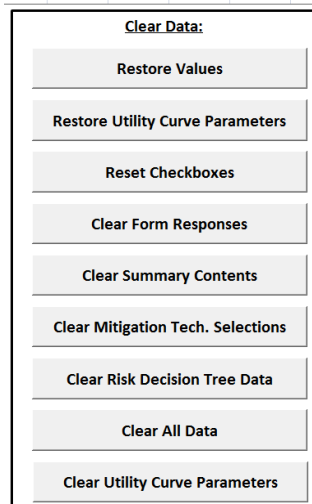 Clear Data:
Restore Values
Restore Utility Curve Parameters
Reset Checkboxes
Clear Form Responses
Clear Summary Contents
Clear Mitigation Tech. Selections
Clear Risk Decision Tree Data
Clear All Data
Clear Utility Curve Parameters